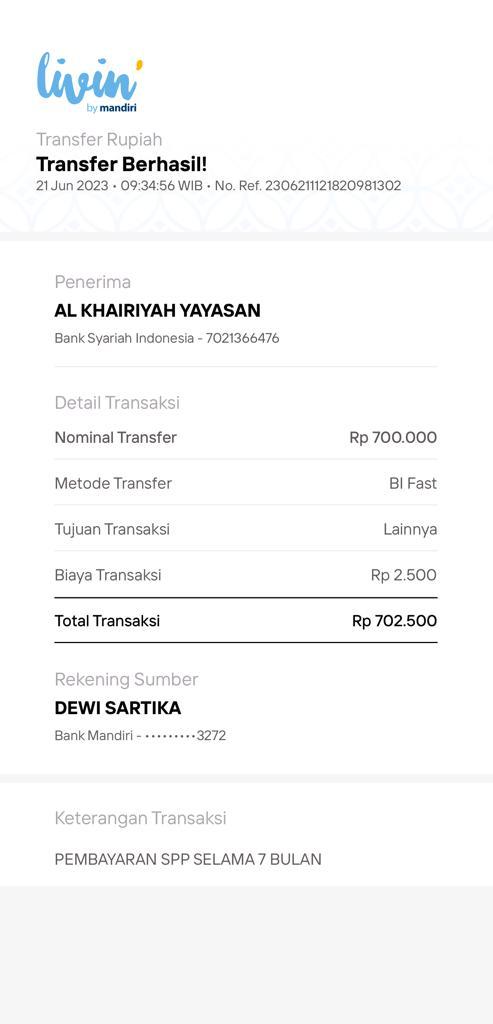 livin'
by mandiri
Transfer Rupiah
Transfer Berhasil!
21 Jun 2023 • 09:34:56 WIB • No. Ref. 2306211121820981302
Penerima
AL KHAIRIYAH YAYASAN
Bank Syariah Indonesia - 7021366476
Detail Transaksi
Nominal Transfer Rp 700.000
Metode Transfer BI Fast
Tujuan Transaksi Lainnya
Biaya Transaksi Rp 2.500
Total Transaksi Rp 702.500
Rekening Sumber
DEWI SARTIKA
Bank Mandiri - •••••••••3272
Keterangan Transaksi
PEMBAYARAN SPP SELAMA 7 BULAN